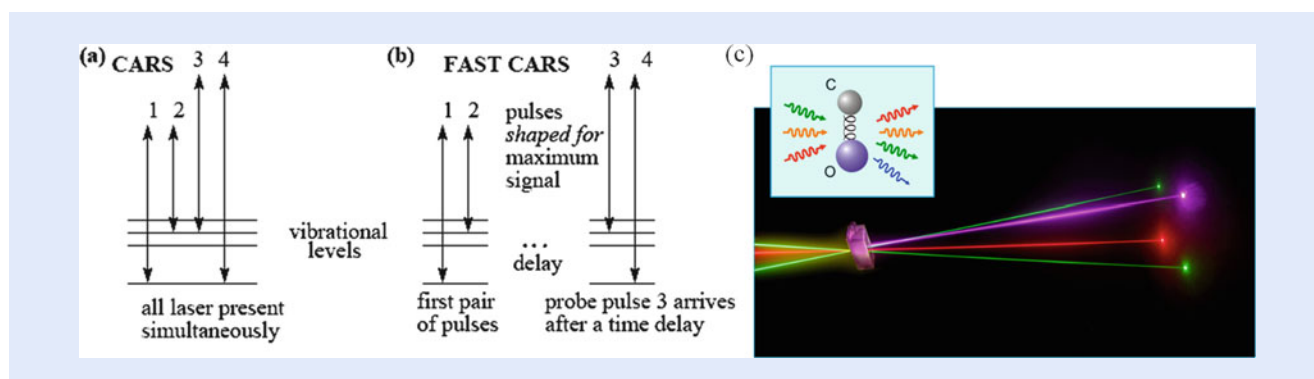 (a) CARS
3 4
1 2
vibrational
levels
all laser present
simultaneously
(b) FAST CARS
3 4
1 2
pulses
shaped for
maximum
signal
...
delay
first pair
of pulses
probe pulse 3 arrives
after a time delay
(c)
C
O